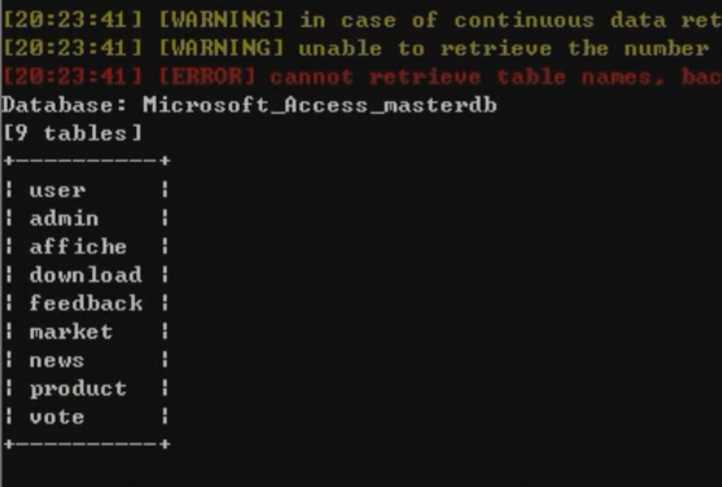 [20:23:41] [WARNING] in case of continuous data ret
[20:23:41] [WARNING] unable to retrieve the number
[20:23:41] [ERROR] cannot retrieve table names, bac
Database: Microsoft_Access_masterdb
[9 tables]
+----------+
| user     |
| admin    |
| affiche  |
| download |
| feedback |
| market   |
| news     |
| product  |
| vote     |
+----------+